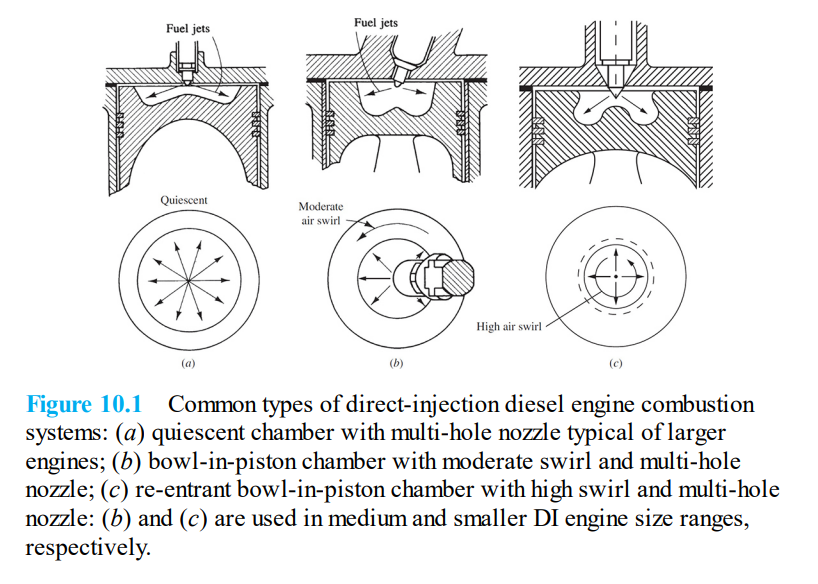 Fuel jets
Fuel jets
Quiescent
Moderate
air swirl
High air swirl
(a)
(b)
(c)
Figure 10.1 Common types of direct-injection diesel engine combustion
systems: (a) quiescent chamber with multi-hole nozzle typical of larger
engines; (b) bowl-in-piston chamber with moderate swirl and multi-hole
nozzle; (c) re-entrant bowl-in-piston chamber with high swirl and multi-hole
nozzle: (b) and (c) are used in medium and smaller DI engine size ranges,
respectively.